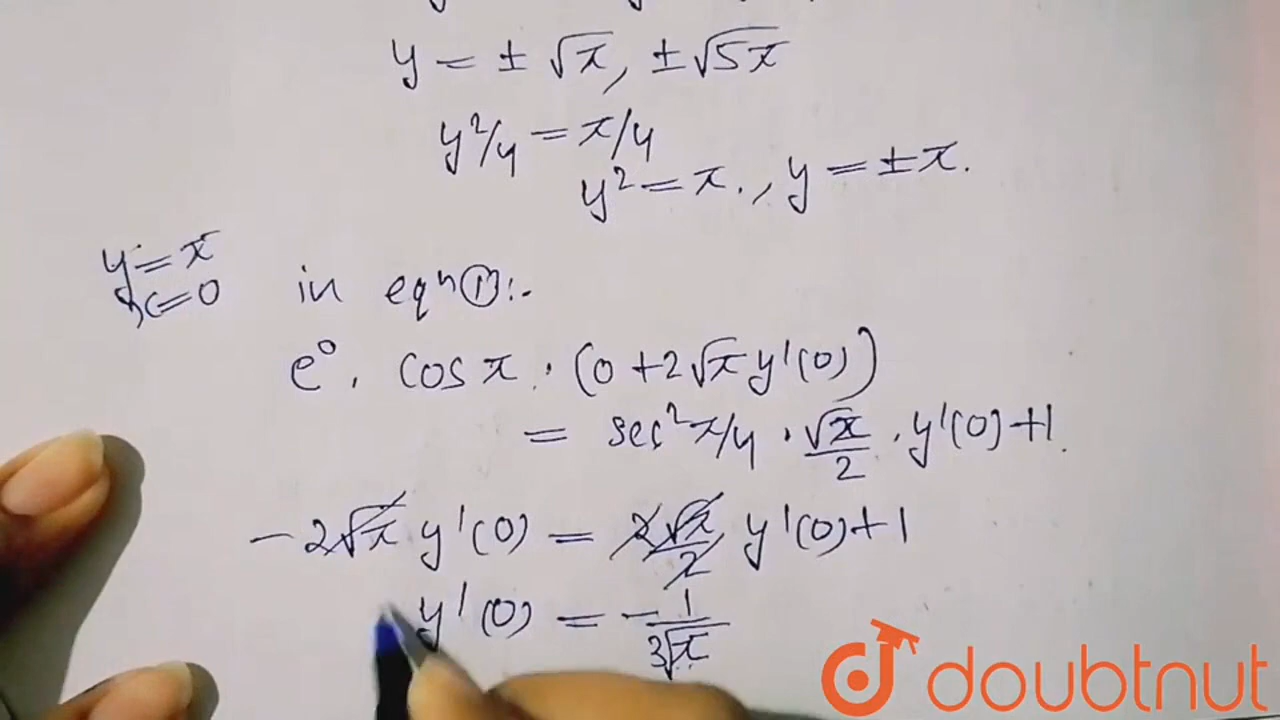 y = ± √π, ± √5π
y²/4 = π/4
y² = π. , y = ±π.
y = π
x = 0 in eqⁿ ①:-
e⁰. cos π · (0 + 2√π y'(0))
= sec² π/4 · √π/2 . y'(0) + 1.
- 2√π y'(0) = 2√π/2, y'(0) + 1
y'(0) = - 1/3√π
doubtnut